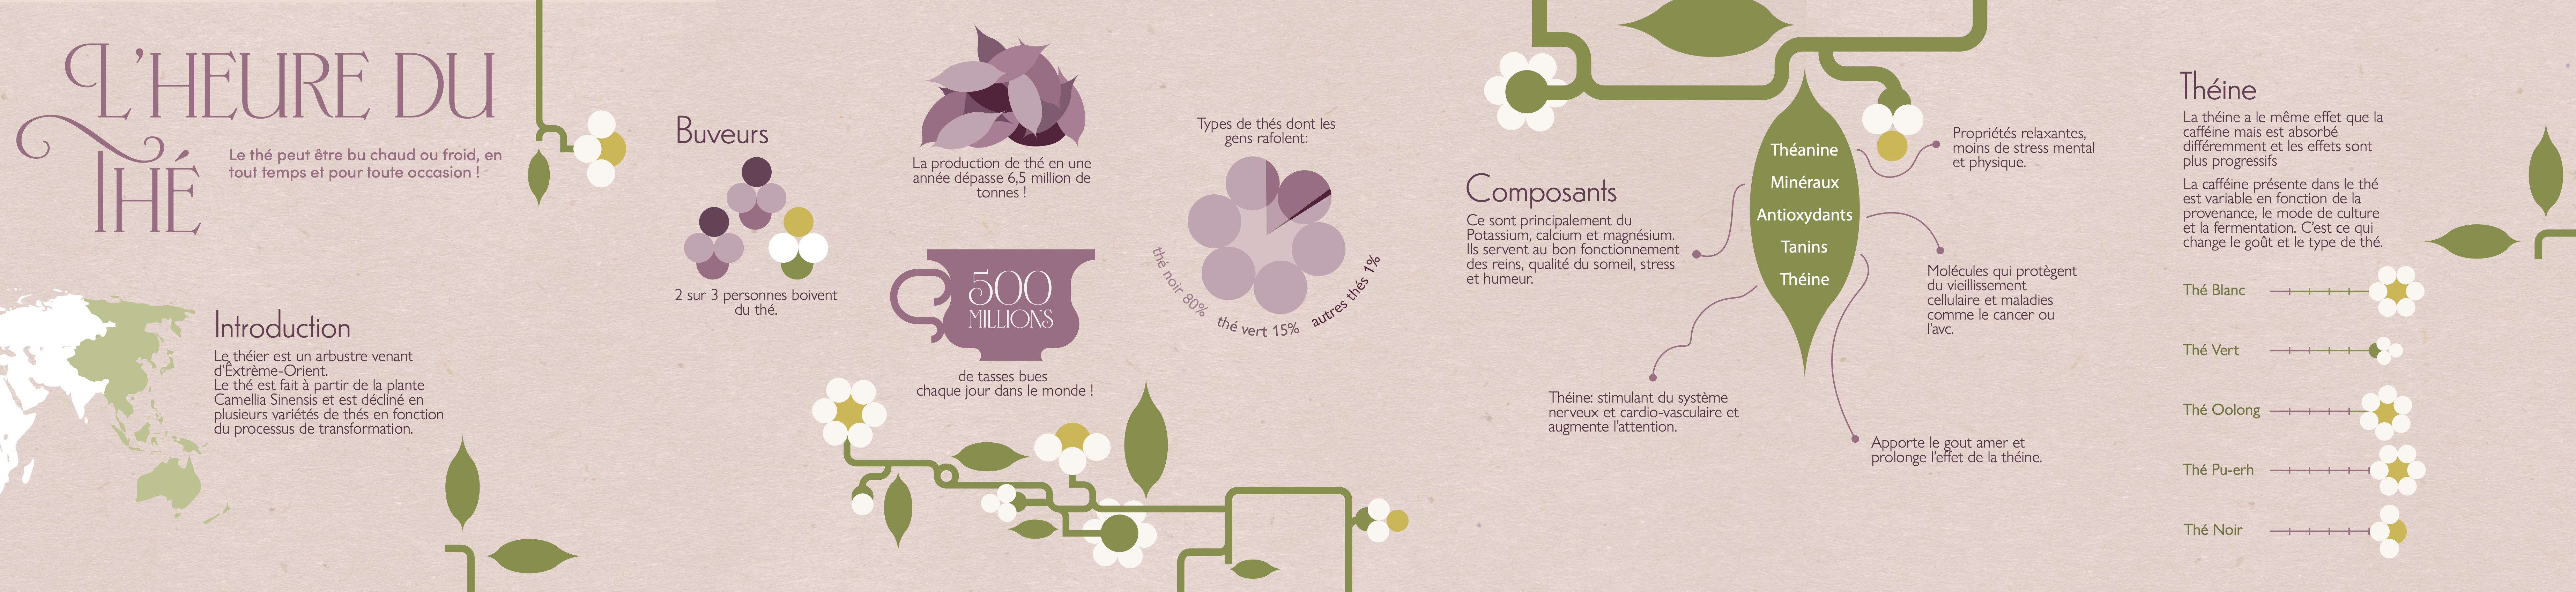 L'HEURE DU
THÉ
Le thé peut être bu chaud ou froid, en
tout temps et pour toute occasion !
Introduction
Le théier est un arbustre venant
d'Êxtrème-Orient.
Le thé est fait à partir de la plante
Camellia Sinensis et est décliné en
plusieurs variétés de thés en fonction
du processus de transformation.
Buveurs
2 sur 3 personnes boivent
du thé.
La production de thé en une
année dépasse 6,5 million de
tonnes !
500
MILLIONS
de tasses bues
chaque jour dans le monde !
Types de thés dont les
gens rafolent:
thé noir 80%
thé vert 15%
autres thés 1%
Composants
Ce sont principalement du
Potassium, calcium et magnésium.
Ils servent au bon fonctionnement
des reins, qualité du someil, stress
et humeur.
Théanine
Minéraux
Antioxydants
Tanins
Théine
Propriétés relaxantes,
moins de stress mental
et physique.
Molécules qui protègent
du vieillissement
cellulaire et maladies
comme le cancer ou
l'avc.
Théine: stimulant du système
nerveux et cardio-vasculaire et
augmente l'attention.
Apporte le gout amer et
prolonge l'effet de la théine.
Théine
La théine a le même effet que la
cafféine mais est absorbé
différemment et les effets sont
plus progressifs
La cafféine présente dans le thé
est variable en fonction de la
provenance, le mode de culture
et la fermentation. C'est ce qui
change le goût et le type de thé.
Thé Blanc
Thé Vert
Thé Oolong
Thé Pu-erh
Thé Noir